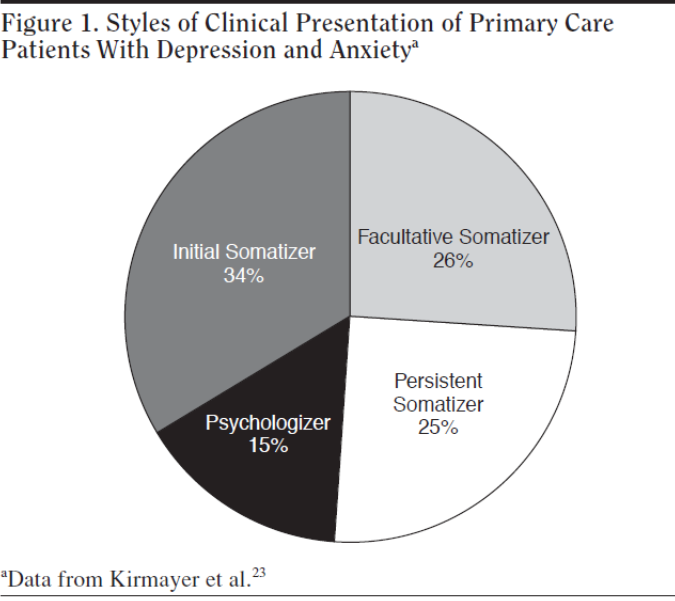 Figure 1. Styles of Clinical Presentation of Primary Care
Patients With Depression and Anxietyᵃ
Initial Somatizer
34%
Facultative Somatizer
26%
Persistent
Somatizer
25%
Psychologizer
15%
ᵃData from Kirmayer et al.²³